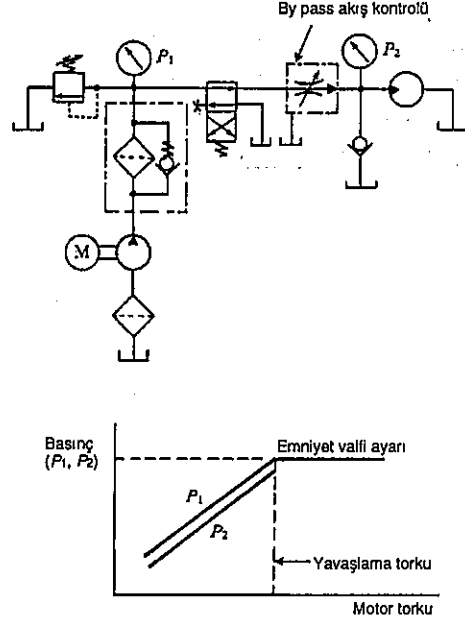 By pass akış kontrolü
P₁
P₂
M
Basınç
(P₁, P₂)
Emniyet valfi ayarı
P₁
P₂
Yavaşlama torku
Motor torku